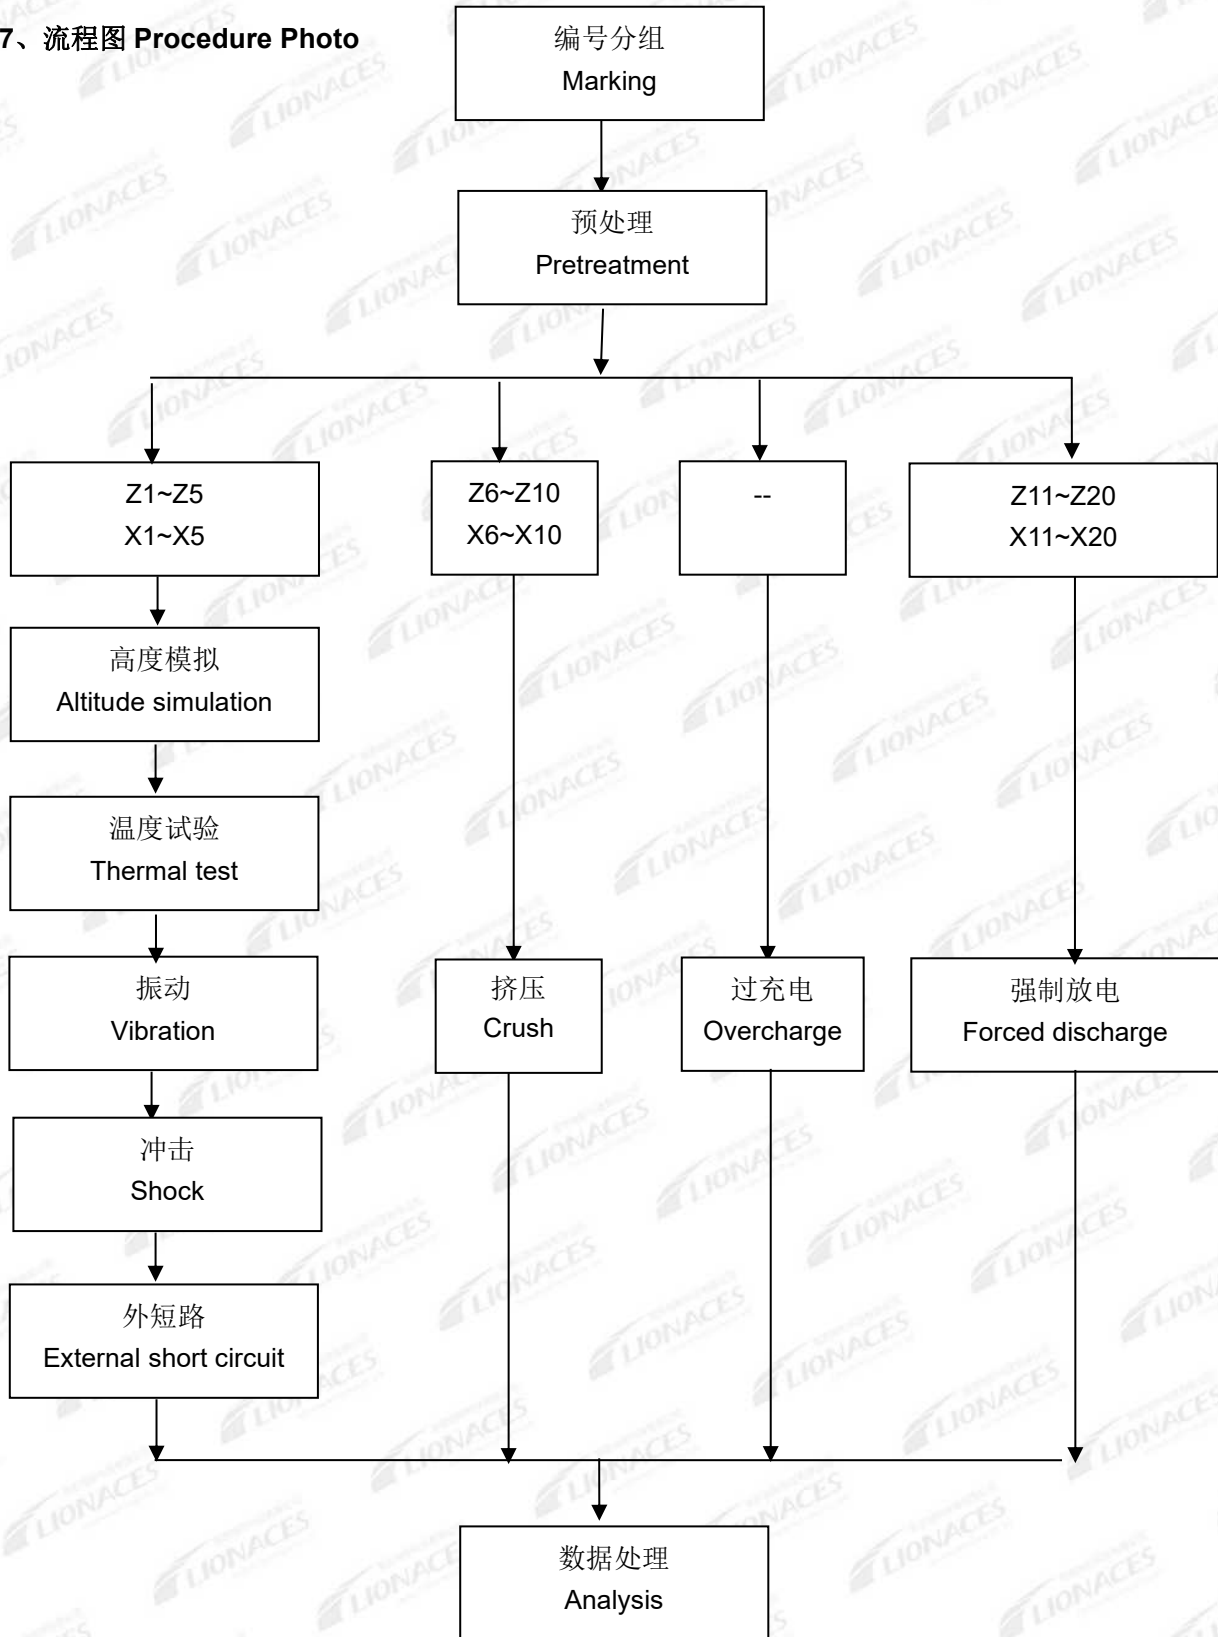 7、流程图 Procedure Photo
编号分组
Marking
预处理
Pretreatment
Z1~Z5
X1~X5
Z6~Z10
X6~X10
--
Z11~Z20
X11~X20
高度模拟
Altitude simulation
温度试验
Thermal test
振动
Vibration
挤压
Crush
过充电
Overcharge
强制放电
Forced discharge
冲击
Shock
外短路
External short circuit
数据处理
Analysis
LIONACES